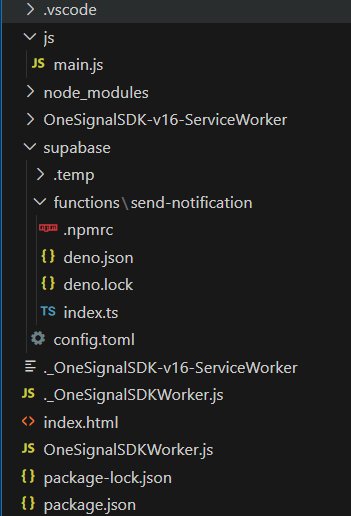 .vscode
js
JS main.js
node_modules
OneSignalSDK-v16-ServiceWorker
supabase
.temp
functions\send-notification
npm .npmrc
{} deno.json
{} deno.lock
TS index.ts
config.toml
._OneSignalSDK-v16-ServiceWorker
JS ._OneSignalSDKWorker.js
<> index.html
JS OneSignalSDKWorker.js
{} package-lock.json
{} package.json